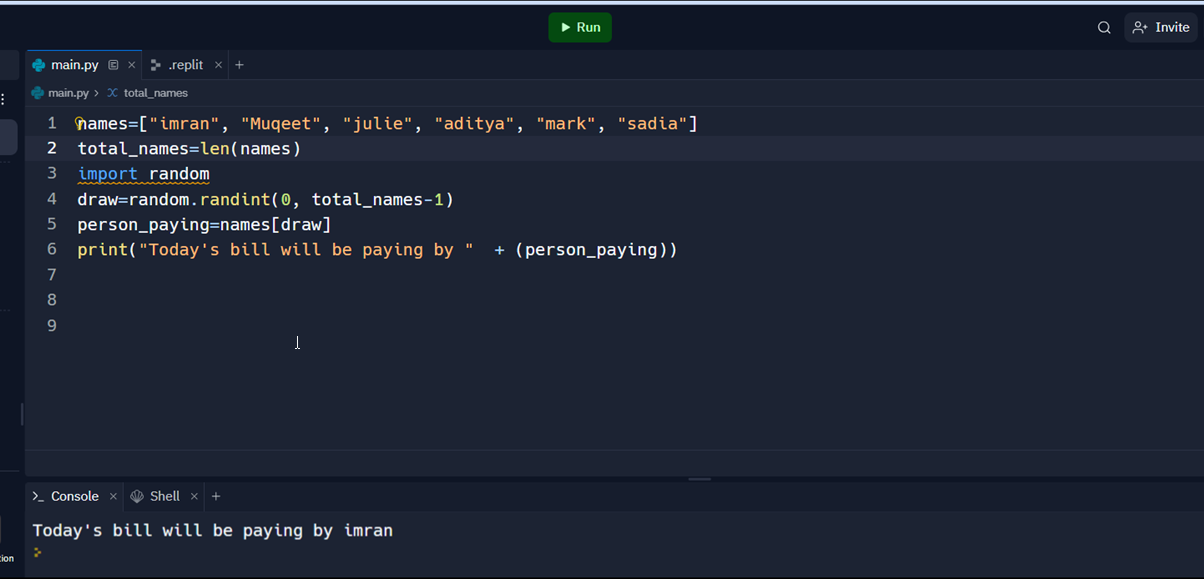 Run
Invite
main.py
.replit
main.py > total_names
1 names=["imran", "Muqeet", "julie", "aditya", "mark", "sadia"]
2 total_names=len(names)
3 import random
4 draw=random.randint(0, total_names-1)
5 person_paying=names[draw]
6 print("Today's bill will be paying by "  + (person_paying))
7
8
9
Console
Shell
Today's bill will be paying by imran
tion